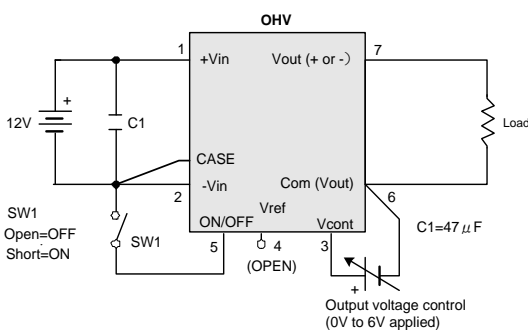 OHV
1
+Vin
Vout (+ or -)
7
+
12V
C1
Load
CASE
2
-Vin
Com (Vout)
6
SW1
Open=OFF
Short=ON
SW1
ON/OFF
Vref
Vcont
C1=47μF
5
4
3
(OPEN)
+
Output voltage control
(0V to 6V applied)